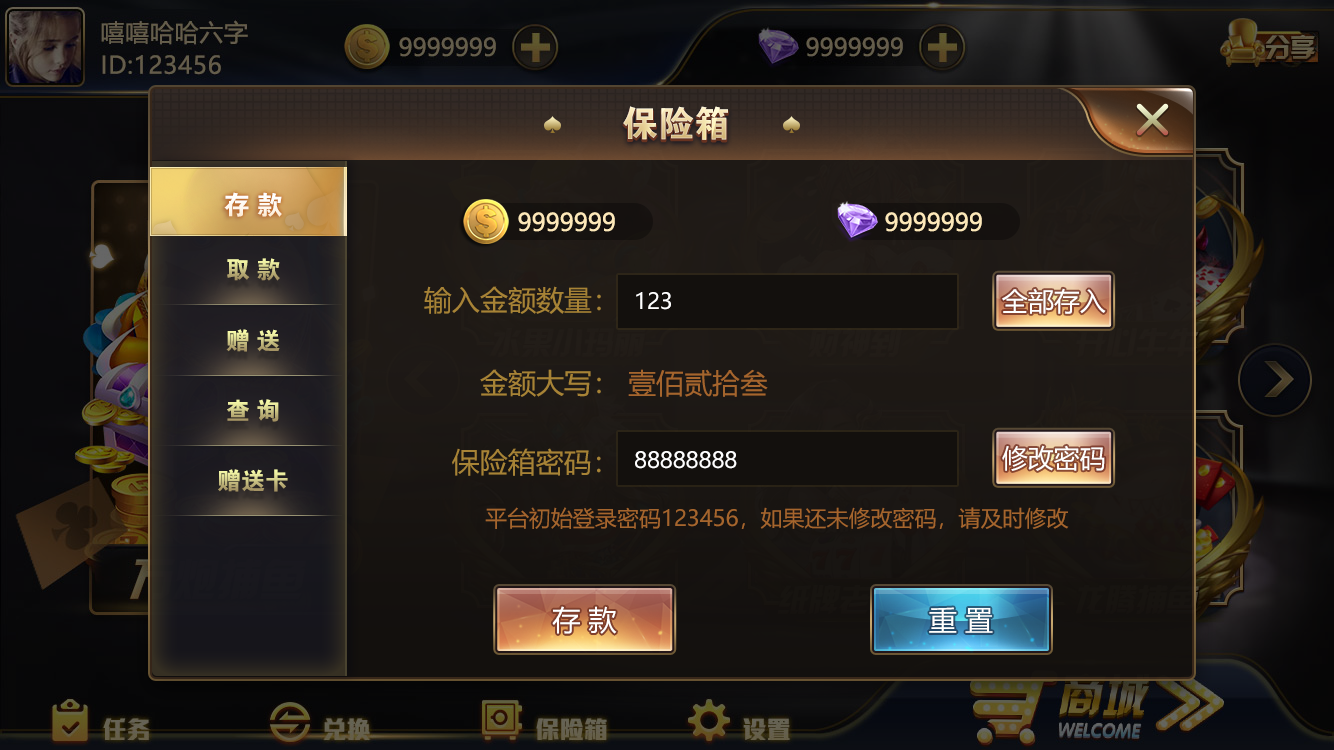 嘻嘻哈哈六字
ID:123456
9999999
9999999
分享
保险箱
存款
取款
赠送
查询
赠送卡
9999999
9999999
输入金额数量：
123
全部存入
金额大写：
壹佰贰拾叁
保险箱密码：
88888888
修改密码
平台初始登录密码123456，如果还未修改密码，请及时修改
存款
重置
任务
兑换
保险箱
设置
商城
WELCOME